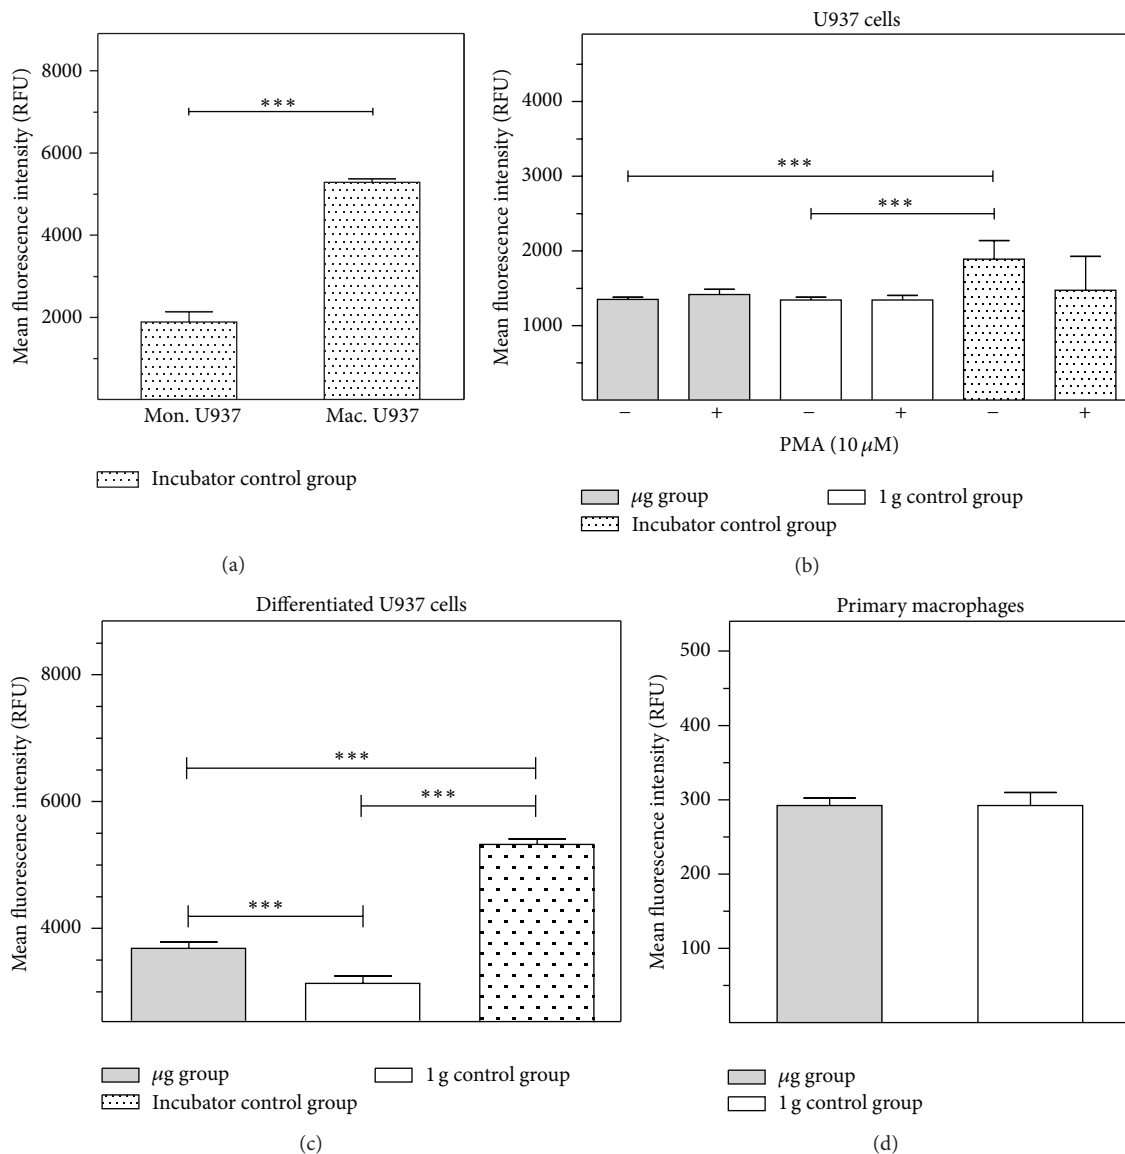 Mean fluorescence intensity (RFU)
8000
6000
4000
2000
***
Mon. U937
Mac. U937
Incubator control group
(a)
U937 cells
Mean fluorescence intensity (RFU)
4000
3000
2000
1000
***
***
− + − + − +
PMA (10 μM)
μg group
1 g control group
Incubator control group
(b)
Differentiated U937 cells
Mean fluorescence intensity (RFU)
8000
6000
4000
***
***
***
μg group
1 g control group
Incubator control group
(c)
Primary macrophages
Mean fluorescence intensity (RFU)
500
400
300
200
100
μg group
1 g control group
(d)